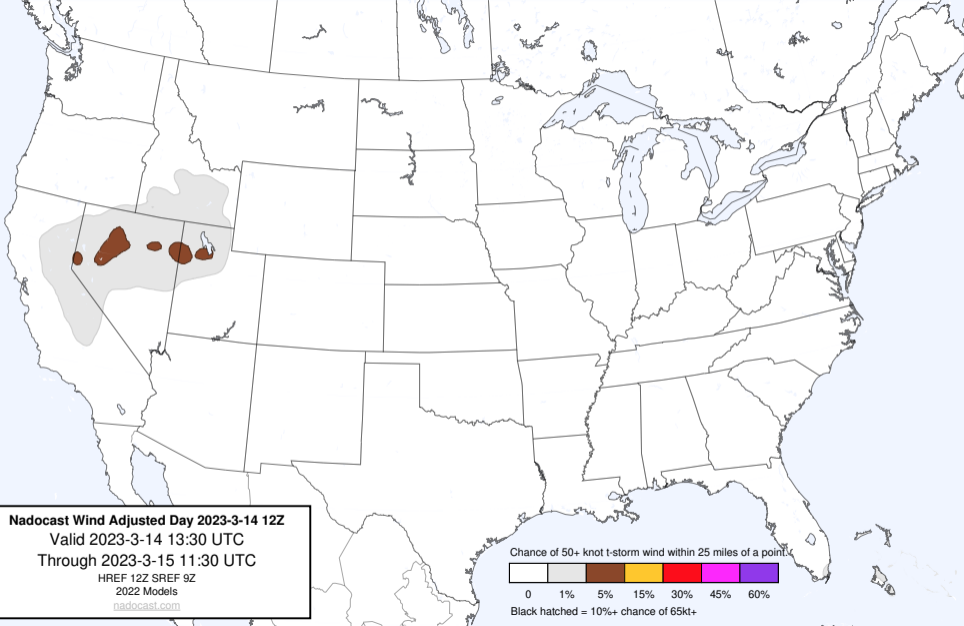 Nadocast Wind Adjusted Day 2023-3-14 12Z
Valid 2023-3-14 13:30 UTC
Through 2023-3-15 11:30 UTC
HREF 12Z SREF 9Z
2022 Models
nadocast.com
Chance of 50+ knot t-storm wind within 25 miles of a point.
0 1% 5% 15% 30% 45% 60%
Black hatched = 10%+ chance of 65kt+